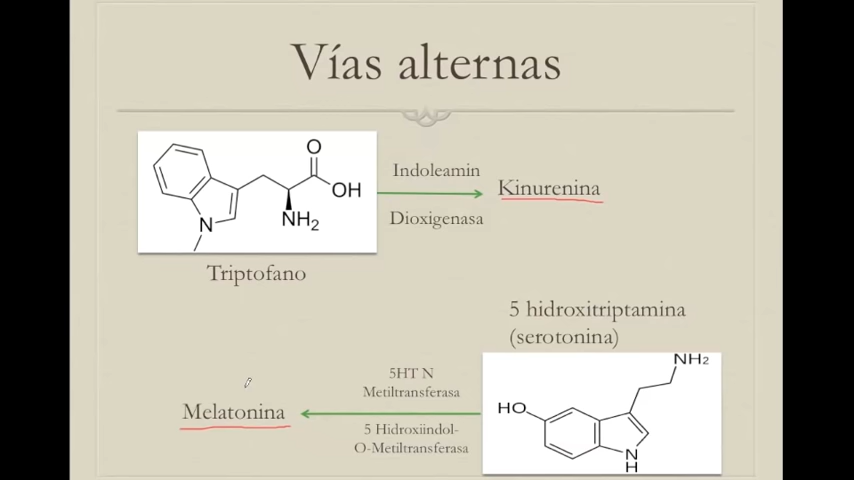 Vías alternas
O
OH
NH2
N
Indoleamin
Dioxigenasa
Kinurenina
Triptofano
5 hidroxitriptamina
(serotonina)
5HT N
Metiltransferasa
Melatonina
5 Hidroxiindol-
O-Metiltransferasa
NH2
HO
N
H